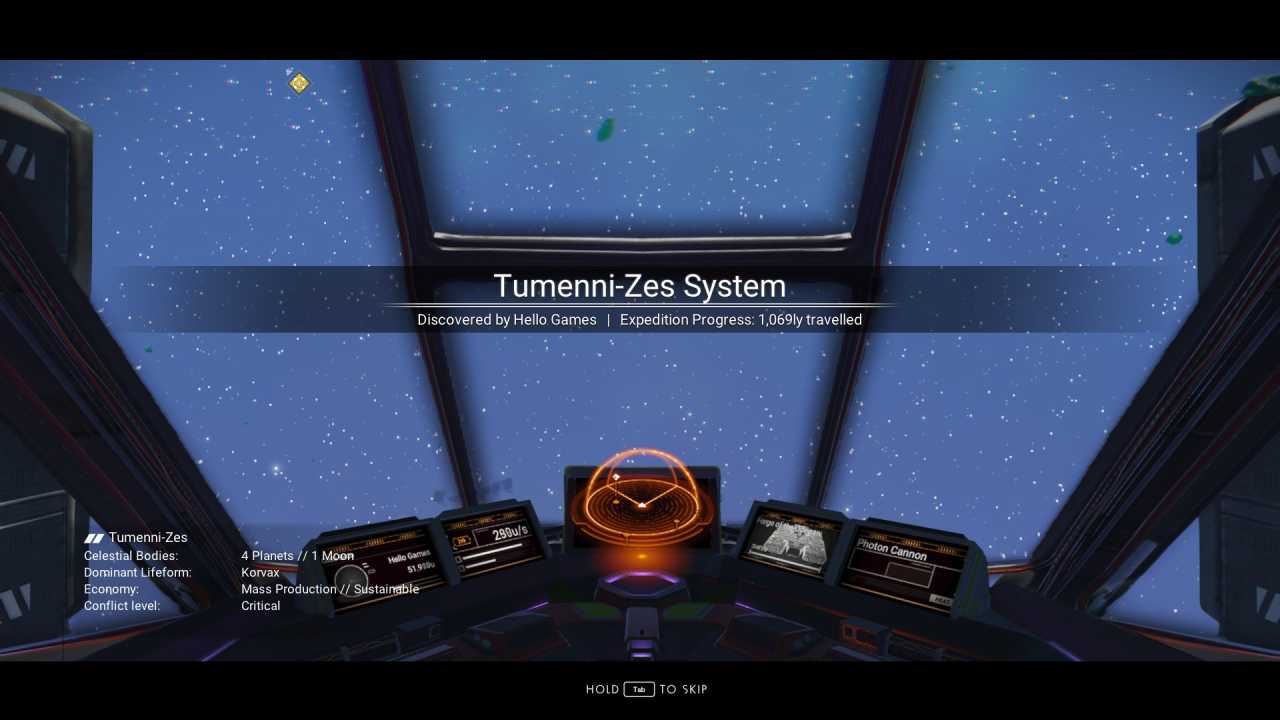 Tumenni-Zes System
Discovered by Hello Games | Expedition Progress: 1,069ly travelled
Tumenni-Zes
Celestial Bodies: 4 Planets // 1 Moon
Dominant Lifeform: Korvax
Economy: Mass Production // Sustainable
Conflict level: Critical
Hello Games
290u/s
Photon Cannon
HOLD Tab TO SKIP